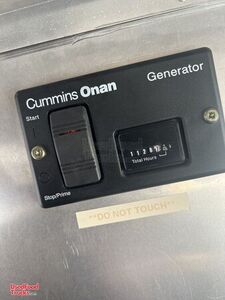 Cummins Onan
Generator
Start
Total Hours
Stop/Prime
**DO NOT TOUCH**